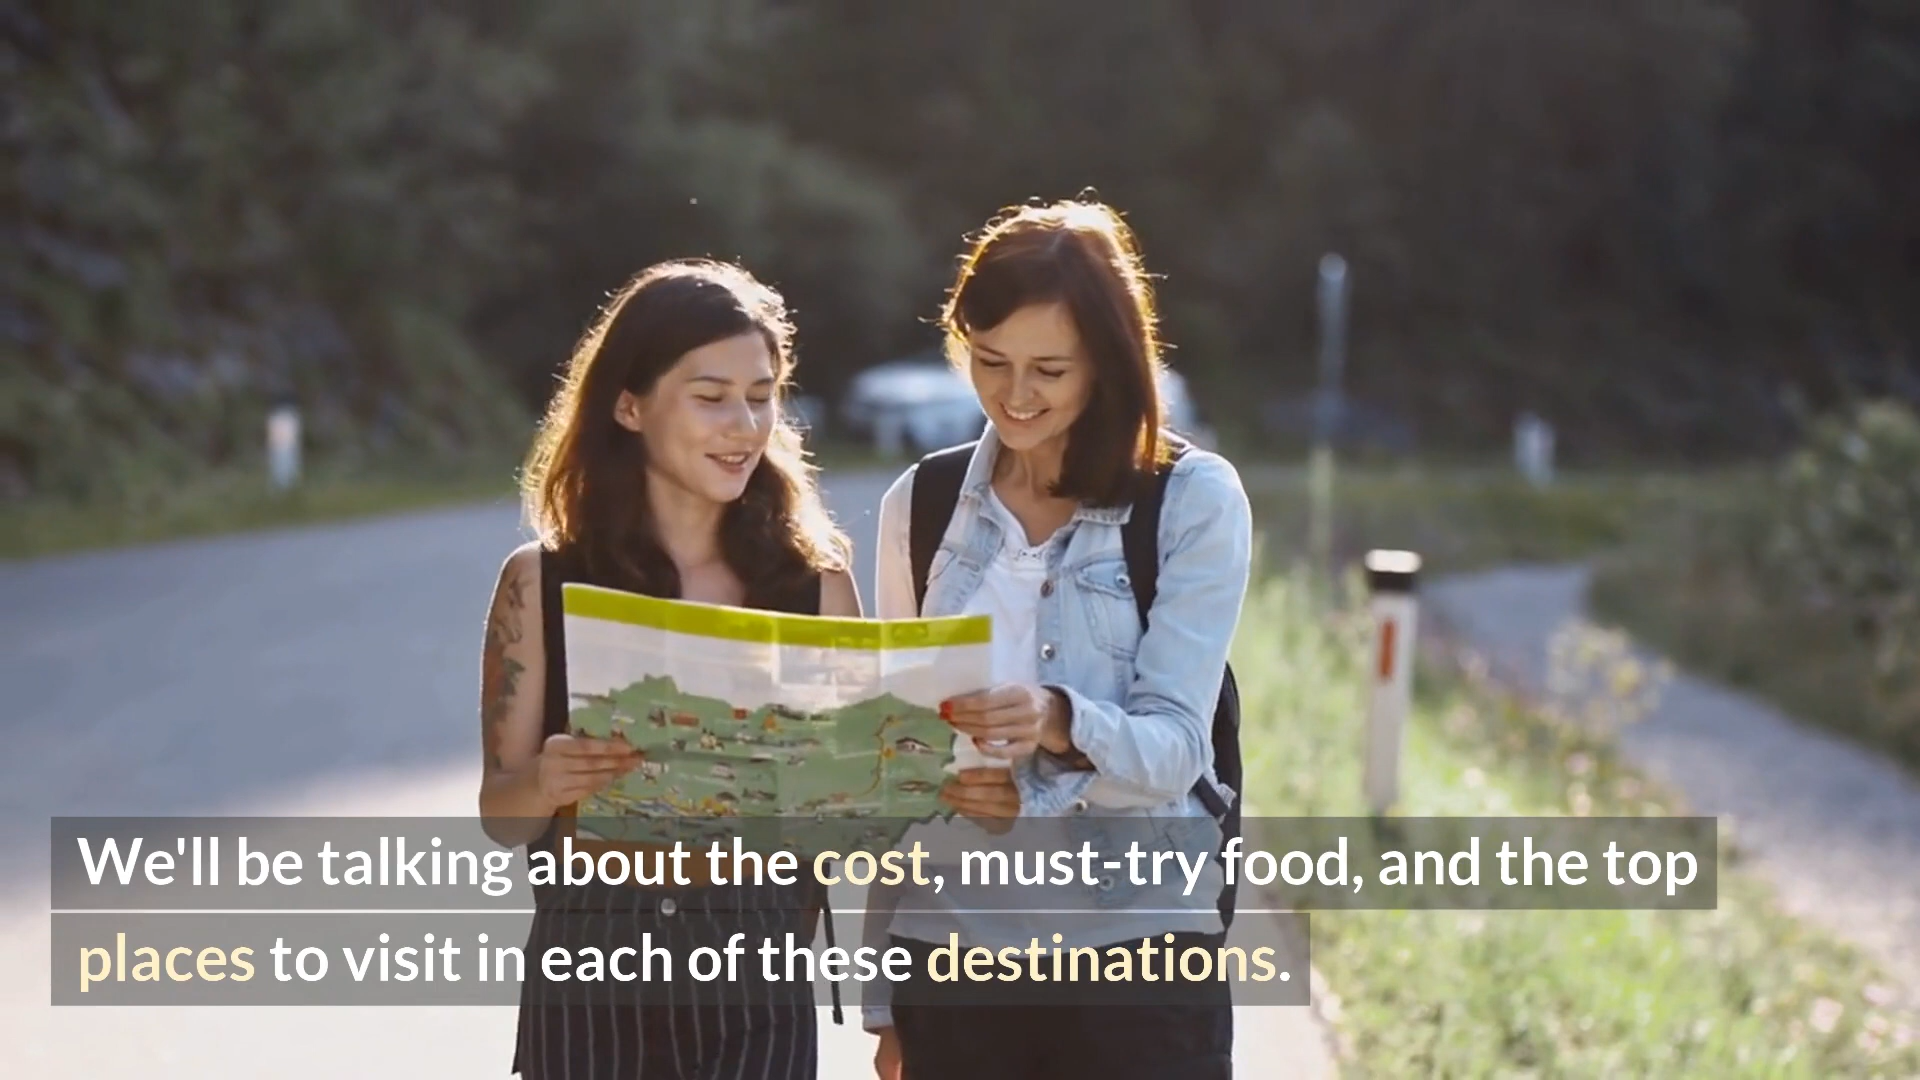 We'll be talking about the cost, must-try food, and the top
places to visit in each of these destinations.